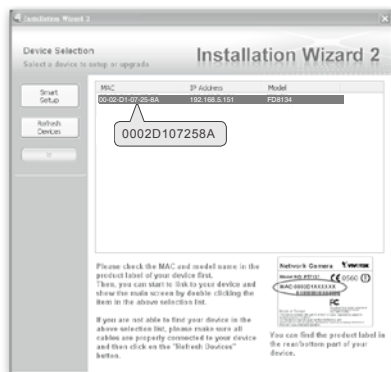 Installation Wizard 2
Device Selection
Select a device to setup or upgrade
Installation Wizard 2
Smart
Setup
Refresh
Devices
MAC IP Address Model
00-02-D1-07-25-8A 192.168.5.151 FD8134
0002D107258A
Please check the MAC and model name in the
product label of your device first.
Then, you can start to link to your device and
show the main screen by double clicking the
item in the above selection list.
If you are not able to find your device in the
above selection list, please make sure all
cables are properly connected to your device
and then click on the "Refresh Devices"
button.
Network Camera VIVOTEK
0560
MAC:0002D1XXXXXX
FC
You can find the product label in
the rear/bottom part of your
device.